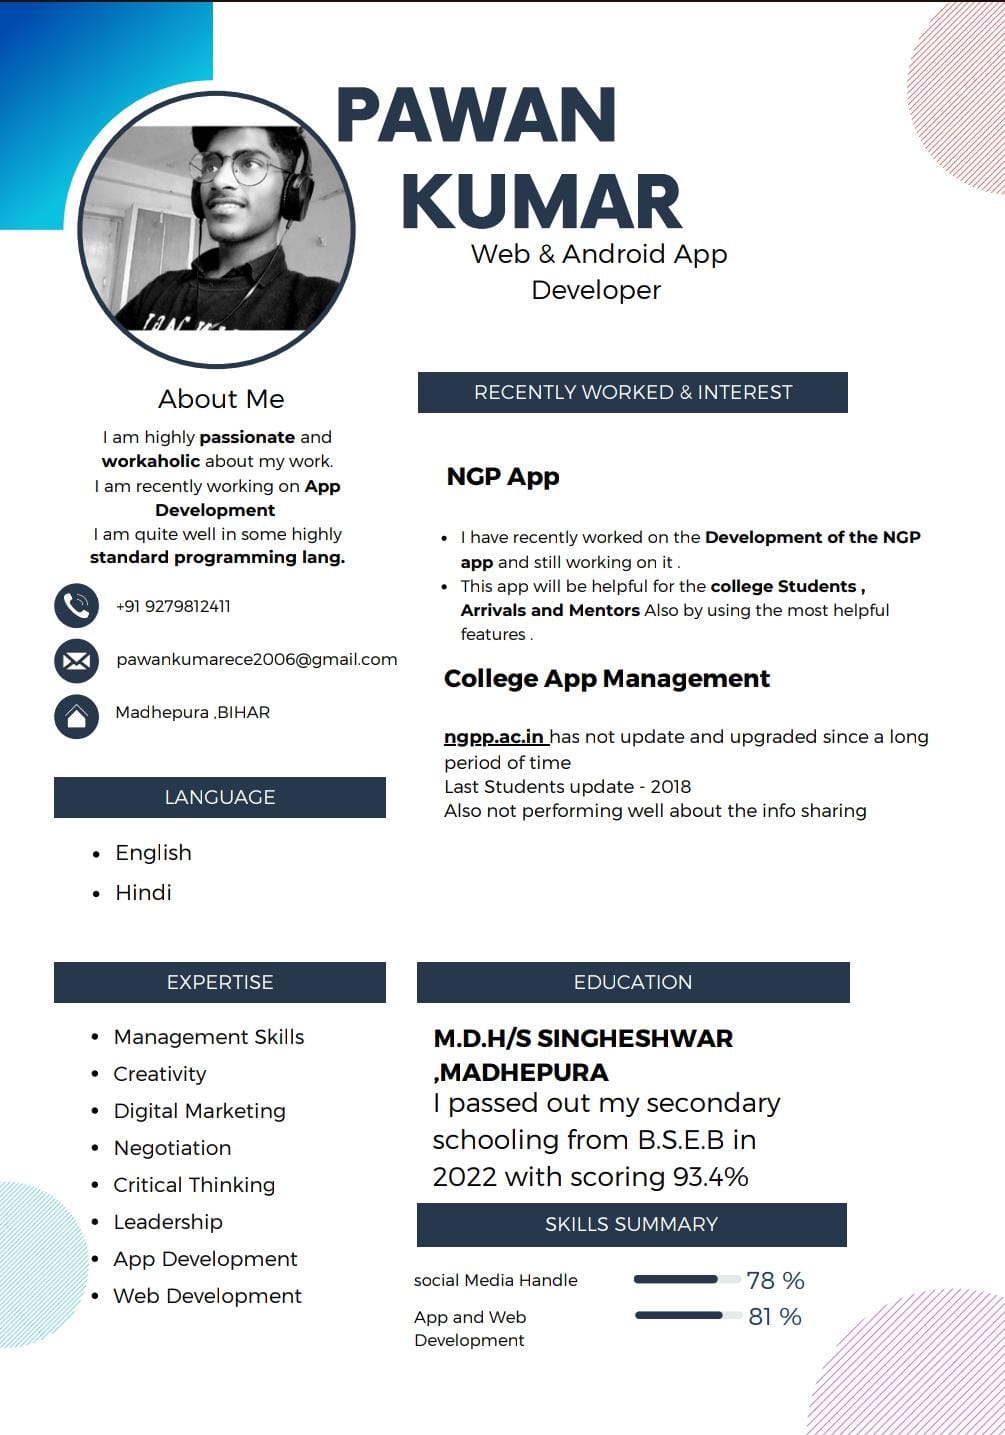 PAWAN
KUMAR
Web & Android App
Developer
About Me
I am highly passionate and
workaholic about my work.
I am recently working on App
Development
I am quite well in some highly
standard programming lang.
+91 9279812411
pawankumarece2006@gmail.com
Madhepura ,BIHAR
LANGUAGE
• English
• Hindi
EXPERTISE
• Management Skills
• Creativity
• Digital Marketing
• Negotiation
• Critical Thinking
• Leadership
• App Development
• Web Development
RECENTLY WORKED & INTEREST
NGP App
• I have recently worked on the Development of the NGP
app and still working on it .
• This app will be helpful for the college Students ,
Arrivals and Mentors Also by using the most helpful
features .
College App Management
ngpp.ac.in has not update and upgraded since a long
period of time
Last Students update - 2018
Also not performing well about the info sharing
EDUCATION
M.D.H/S SINGHESHWAR
,MADHEPURA
I passed out my secondary
schooling from B.S.E.B in
2022 with scoring 93.4%
SKILLS SUMMARY
social Media Handle 78 %
App and Web 81 %
Development